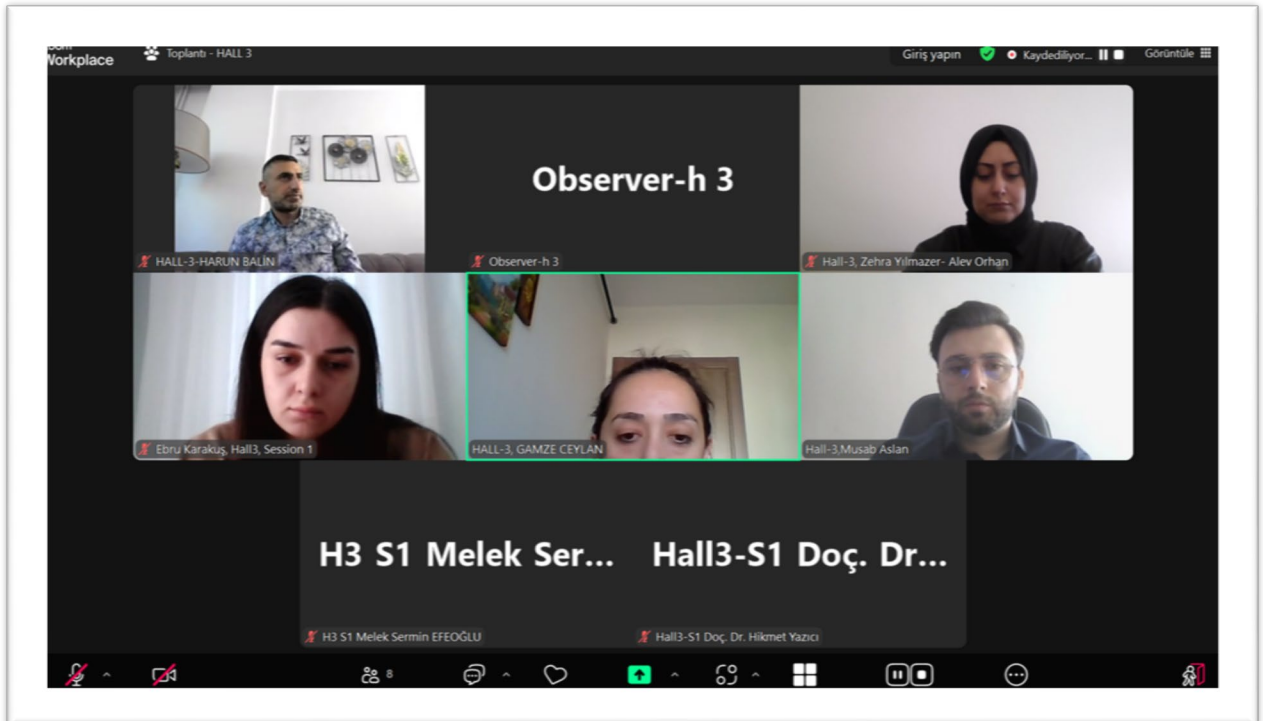 Workplace
Toplantı - HALL 3
Giriş yapın
Kaydediliyor...
Görüntüle
HALL-3-HARUN BALİN
Observer-h 3
Observer-h 3
Hall-3, Zehra Yılmazer- Alev Orhan
Ebru Karakuş, Hall3, Session 1
HALL-3, GAMZE CEYLAN
Hall-3,Musab Aslan
H3 S1 Melek Ser...
Hall3-S1 Doç. Dr...
H3 S1 Melek Sermin EFEOĞLU
Hall3-S1 Doç. Dr. Hikmet Yazıcı
8